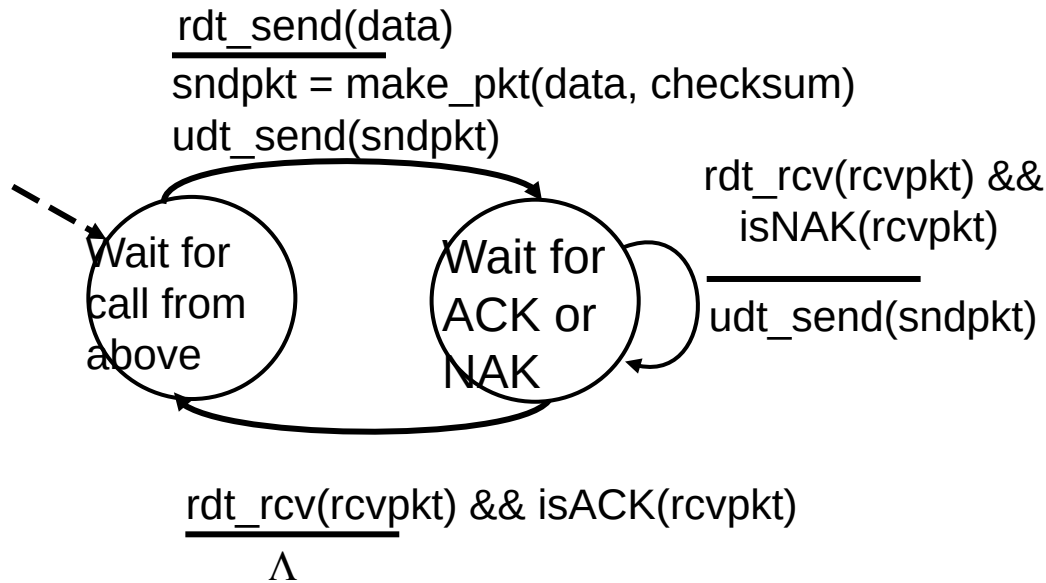 rdt_send(data)
sndpkt = make_pkt(data, checksum)
udt_send(sndpkt)
rdt_rcv(rcvpkt) &&
isNAK(rcvpkt)
udt_send(sndpkt)
Wait for
call from
above
Wait for
ACK or
NAK
rdt_rcv(rcvpkt) && isACK(rcvpkt)
Λ